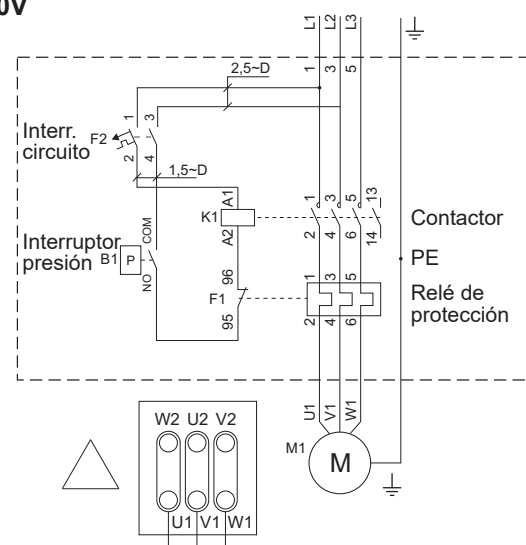 0V
L1 L2 L3
1 3 5
2,5~D
1 3
Interr.
circuito
F2
2 4
1,5~D
A1
K1
A2
1 3 5 13
2 4 6 14
Contactor
COM
Interruptor
presión
B1 P
NO
PE
96
F1
95
1 3 5
2 4 6
Relé de
protección
U1 V1 W1
M1
M
W2 U2 V2
U1 V1 W1